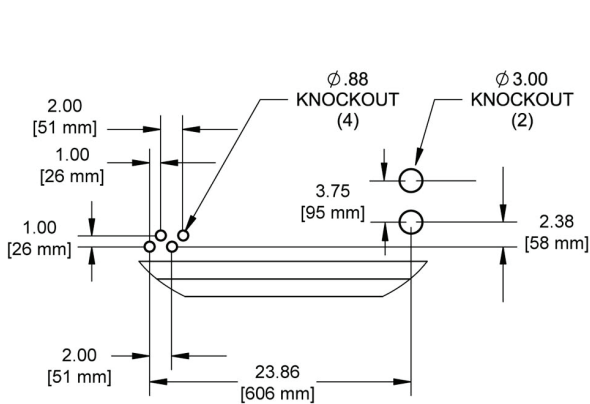 Ø.88
KNOCKOUT
(4)
Ø3.00
KNOCKOUT
(2)
2.00
[51 mm]
1.00
[26 mm]
3.75
[95 mm]
1.00
[26 mm]
2.38
[58 mm]
2.00
[51 mm]
23.86
[606 mm]